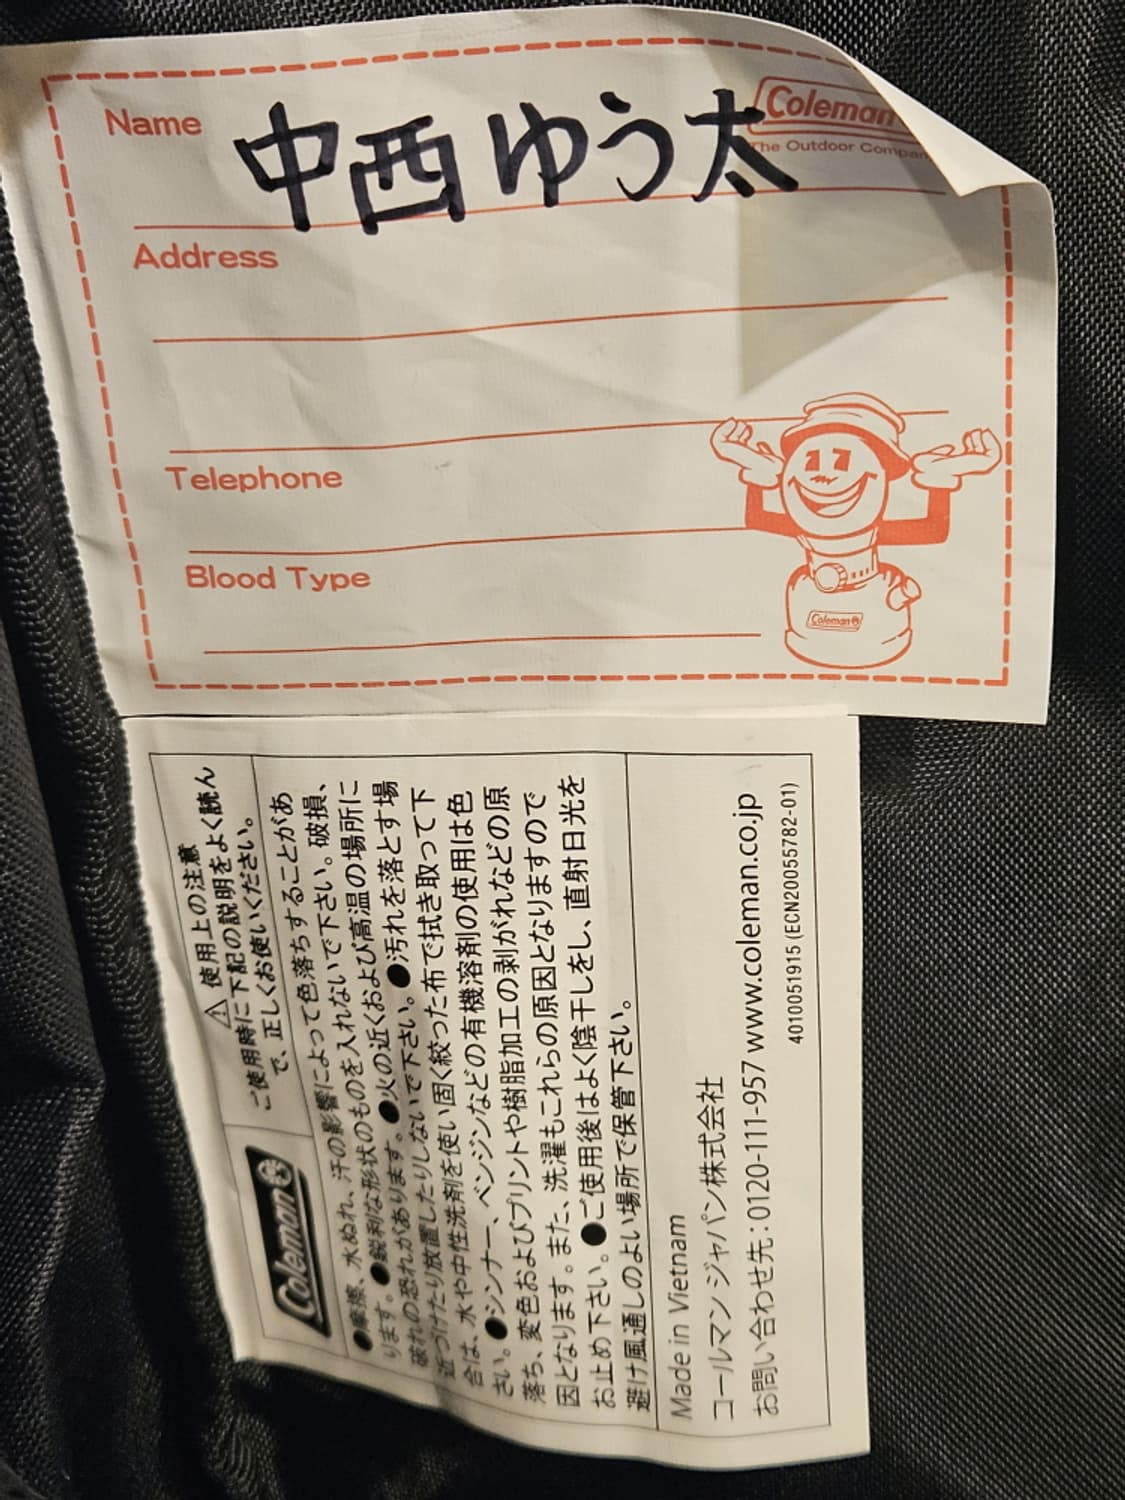 Name 中西ゆう太
Coleman
The Outdoor Company
Address
Telephone
Blood Type
Coleman®
Coleman®
⚠ 使用上の注意
ご使用時に下記の説明をよく読ん
で、正しくお使いください。
●摩擦、水ぬれ、汗の影響によって色落ちすることがあ
ります。●鋭利な形状のものを入れないで下さい。破損、
破れの恐れがあります。●火の近くおよび高温の場所に
近づけたり放置したりしないで下さい。●汚れを落とす場
合は、水や中性洗剤を使い固く絞った布で拭き取って下
さい。●シンナー、ベンジンなどの有機溶剤の使用は色
落ち、変色およびプリントや樹脂加工の剥がれなどの原
因となります。また、洗濯もこれらの原因となりますので
お止め下さい。●ご使用後はよく陰干しをし、直射日光を
避け風通しのよい場所で保管下さい。
Made in Vietnam
コールマン ジャパン株式会社
お問い合わせ先：0120-111-957 www.coleman.co.jp
4010051915 (ECN20055782-01)